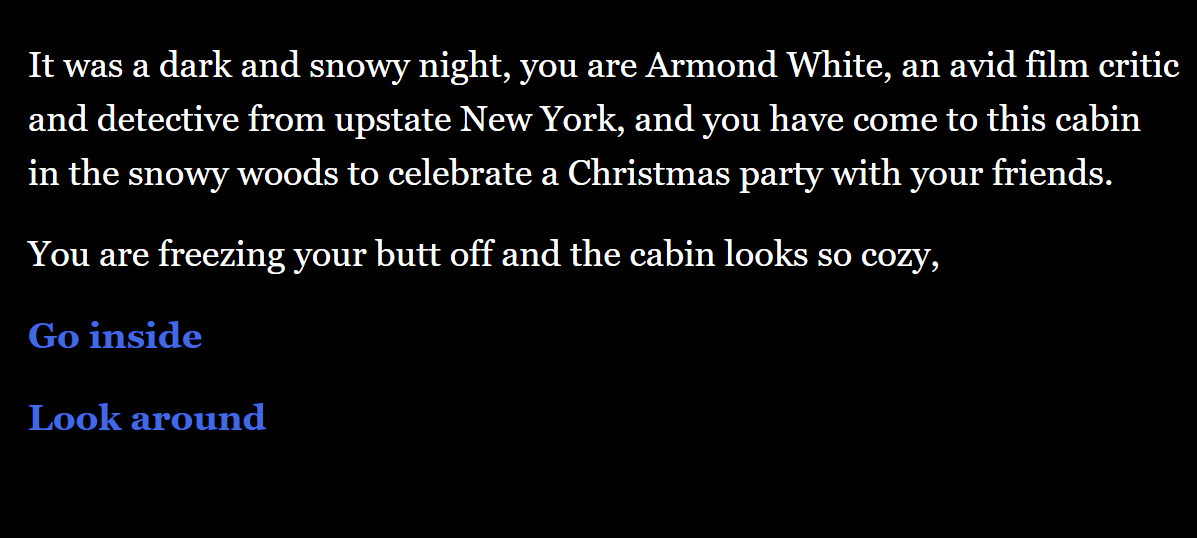 It was a dark and snowy night, you are Armond White, an avid film critic
and detective from upstate New York, and you have come to this cabin
in the snowy woods to celebrate a Christmas party with your friends.
You are freezing your butt off and the cabin looks so cozy,
Go inside
Look around